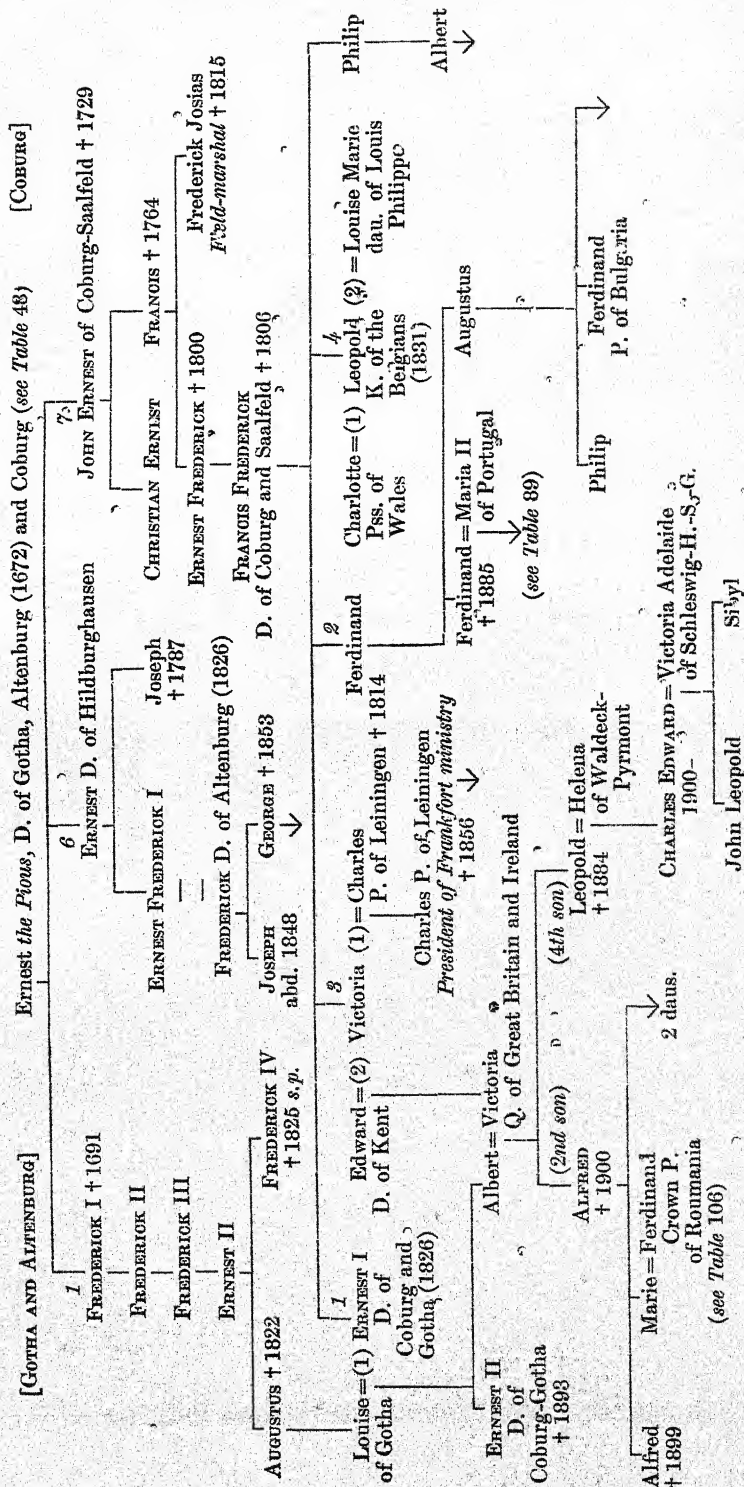 Ernest the Pious, D. of Gotha, Altenburg (1672) and Coburg (see Table 48)
[GOTHA AND ALTENBURG]
[COBURG]
1
6
7
FREDERICK I † 1691
ERNEST D. of Hildburghausen
JOHN ERNEST of Coburg-Saalfeld † 1729
FREDERICK II
FREDERICK III
ERNEST II
ERNEST FREDERICK I
Joseph
† 1787
CHRISTIAN ERNEST
FRANCIS † 1764
FREDERICK D. of Altenburg (1826)
ERNEST FREDERICK † 1800
Frederick Josias
Field-marshal † 1815
AUGUSTUS † 1822
FREDERICK IV
† 1825 s.p.
JOSEPH
abd. 1848
GEORGE † 1853
FRANCIS FREDERICK
D. of Coburg and Saalfeld † 1806
1
3
2
4
Louise=(1) ERNEST I
of Gotha
D. of
Coburg and
Gotha (1826)
Edward=(2) Victoria (1)=Charles
D. of Kent
P. of Leiningen † 1814
Ferdinand
Charlotte=(1) Leopold (2)=Louise Marie
Pss. of
Wales
K. of the
Belgians
(1831)
dau. of Louis
Philippe
Philip
Charles P. of Leiningen
President of Frankfort ministry
† 1856
Ferdinand=Maria II
† 1885
of Portugal
(see Table 89)
Augustus
Albert
ERNEST II
D. of
Coburg-Gotha
† 1893
Albert=Victoria
Q. of Great Britain and Ireland
Philip
Ferdinand
P. of Bulgaria
(2nd son)
(4th son)
ALFRED
† 1900
Leopold=Helena
† 1884
of Waldeck-
Pyrmont
Alfred
† 1899
Marie=Ferdinand
Crown P.
of Roumania
(see Table 106)
2 daus.
CHARLES EDWARD=Victoria Adelaide
1900–
of Schleswig-H.-S.-G.
John Leopold
Sibyl